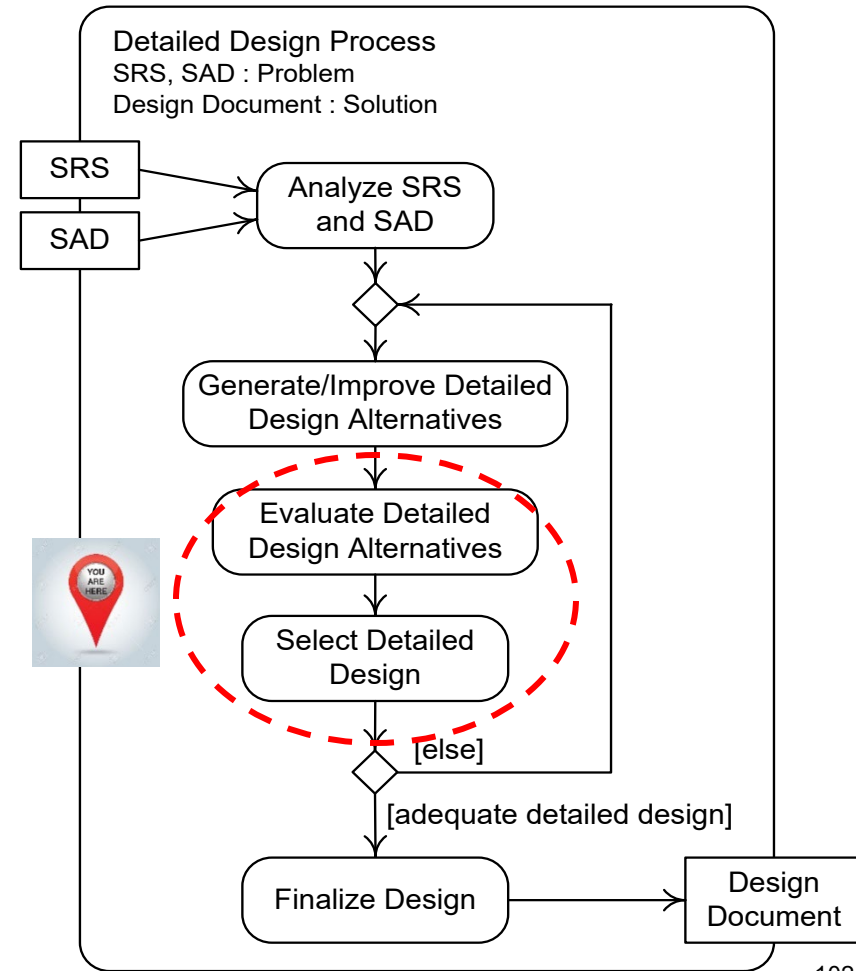 Detailed Design Process
SRS, SAD : Problem
Design Document : Solution
SRS
SAD
Analyze SRS
and SAD
Generate/Improve Detailed
Design Alternatives
Evaluate Detailed
Design Alternatives
YOU
ARE
HERE
Select Detailed
Design
[else]
[adequate detailed design]
Finalize Design
Design
Document